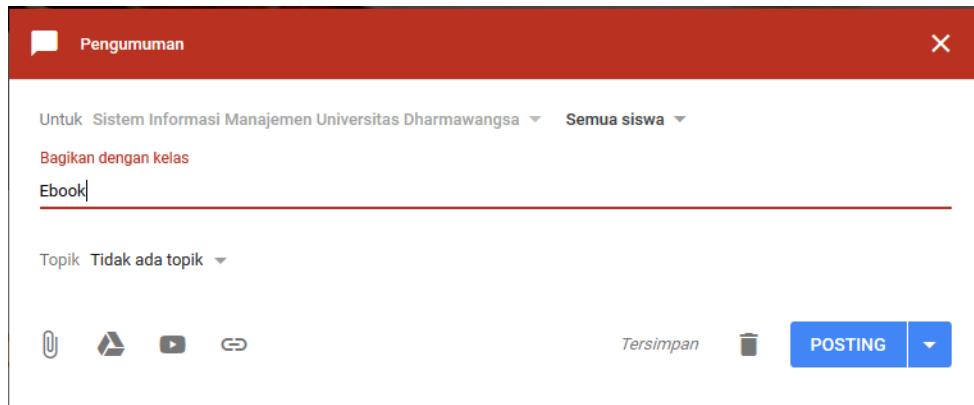 Pengumuman
Untuk Sistem Informasi Manajemen Universitas Dharmawangsa Semua siswa
Bagikan dengan kelas
Ebook
Topik Tidak ada topik
Tersimpan POSTING